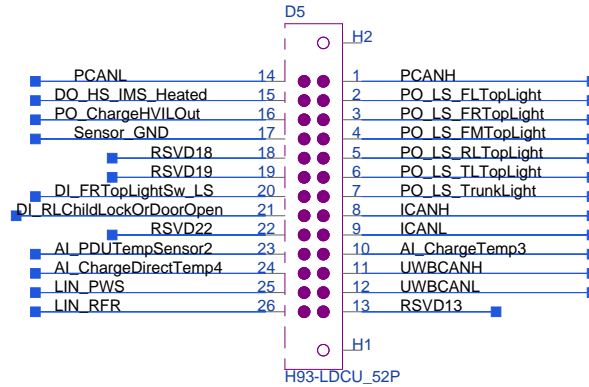 D5
H2
PCANL 14 1 PCANH
DO_HS_IMS_Heated 15 2 PO_LS_FLTopLight
PO_ChargeHVILOut 16 3 PO_LS_FRTopLight
Sensor_GND 17 4 PO_LS_FMTopLight
RSVD18 18 5 PO_LS_RLTopLight
RSVD19 19 6 PO_LS_TLTopLight
DI_FRTopLightSw_LS 20 7 PO_LS_TrunkLight
DI_RLChildLockOrDoorOpen 21 8 ICANH
RSVD22 22 9 ICANL
AI_PDUTempSensor2 23 10 AI_ChargeTemp3
AI_ChargeDirectTemp4 24 11 UWBCANH
LIN_PWS 25 12 UWBCANL
LIN_RFR 26 13 RSVD13
H1
H93-LDCU_52P